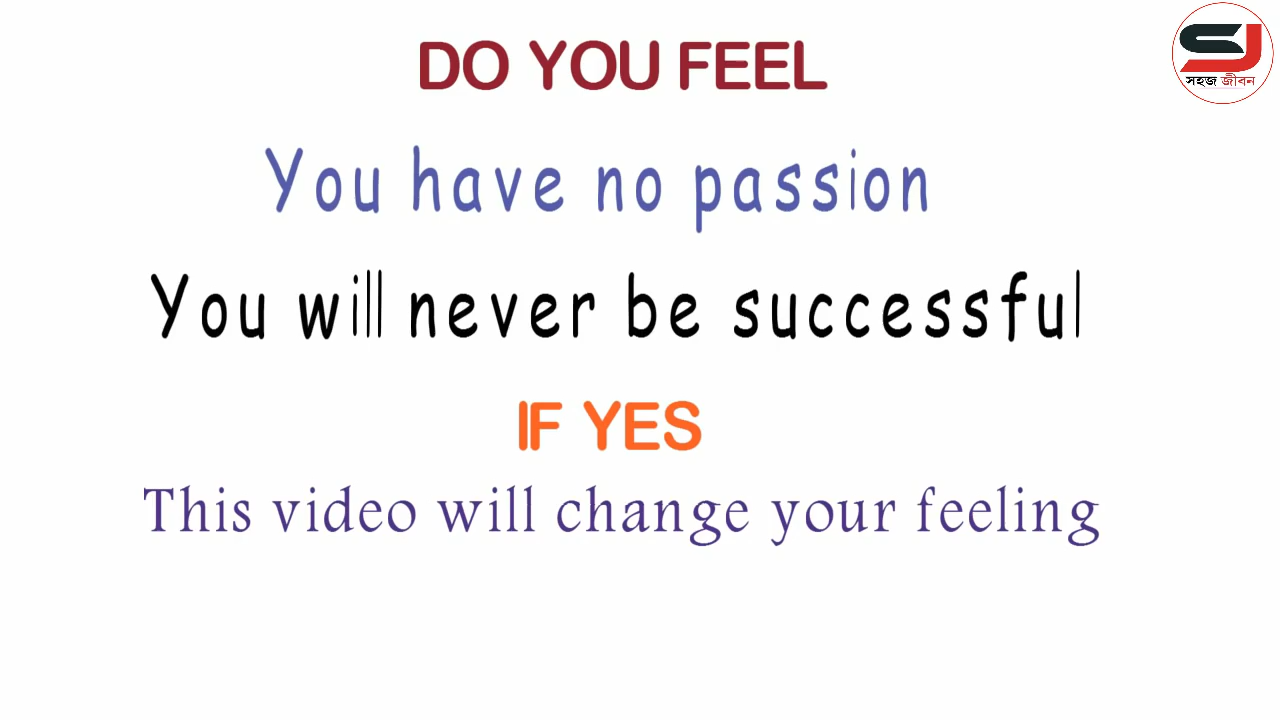 DO YOU FEEL
SJ
সহজ জীবন
You have no passion
You will never be successful
IF YES
This video will change your feeling